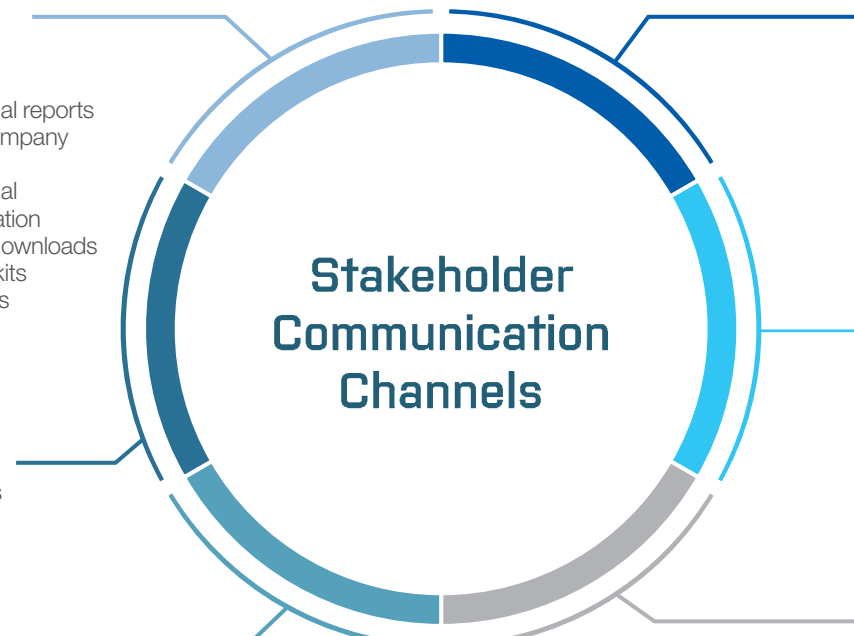 al reports
mpany
al
ation
ownloads
kits
s
Stakeholder
Communication
Channels
s